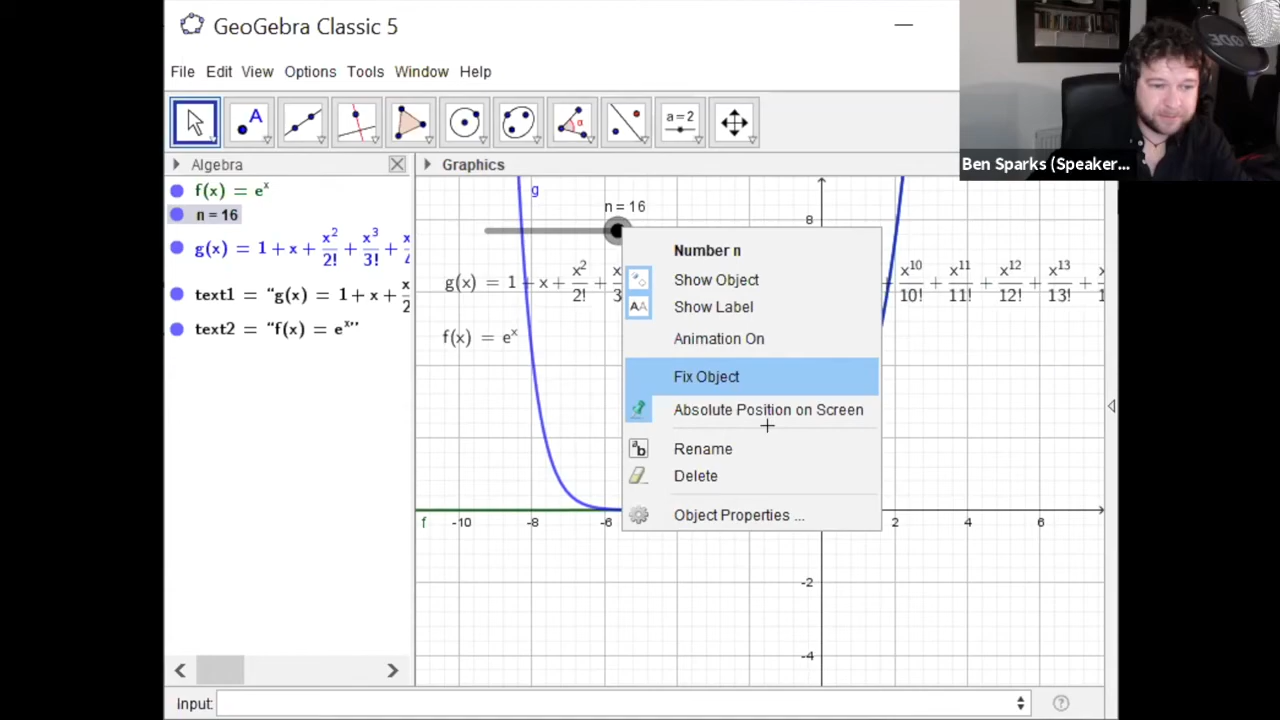 GeoGebra Classic 5
File Edit View Options Tools Window Help
Ben Sparks (Speaker...
A
α
a=2
Algebra
Graphics
f(x) = eˣ
n = 16
g(x) = 1 + x + x²/2! + x³/3! +
text1 = "g(x) = 1 + x +
text2 = "f(x) = eˣ"
g
n = 16
8
g(x) = 1 + x + x²/2! +
x¹⁰/10! + x¹¹/11! + x¹²/12! + x¹³/13! +
f(x) = eˣ
Number n
Show Object
AA Show Label
Animation On
Fix Object
Absolute Position on Screen
ab Rename
Delete
Object Properties ...
f -10 -8 -6 2 4 6
-2
-4
Input:
?